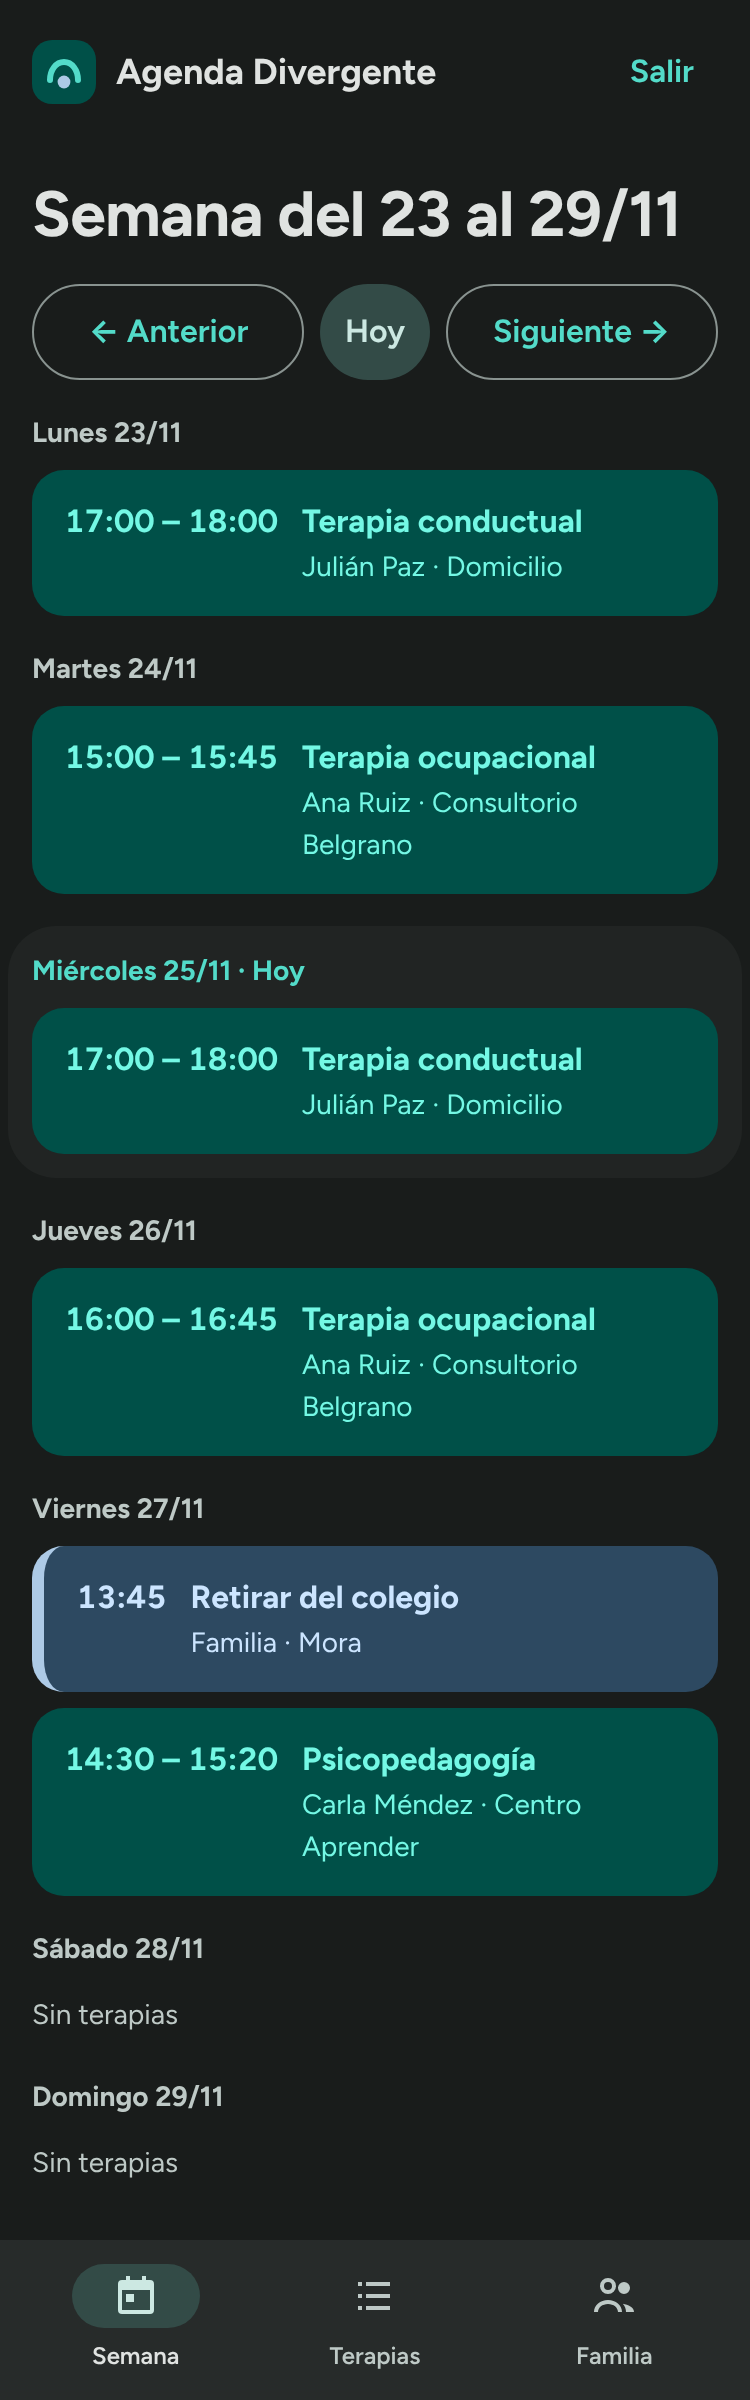 Agenda Divergente
Salir
Semana del 23 al 29/11
← Anterior
Hoy
Siguiente →
Lunes 23/11
17:00 – 18:00 Terapia conductual
Julián Paz · Domicilio
Martes 24/11
15:00 – 15:45 Terapia ocupacional
Ana Ruiz · Consultorio
Belgrano
Miércoles 25/11 · Hoy
17:00 – 18:00 Terapia conductual
Julián Paz · Domicilio
Jueves 26/11
16:00 – 16:45 Terapia ocupacional
Ana Ruiz · Consultorio
Belgrano
Viernes 27/11
13:45 Retirar del colegio
Familia · Mora
14:30 – 15:20 Psicopedagogía
Carla Méndez · Centro
Aprender
Sábado 28/11
Sin terapias
Domingo 29/11
Sin terapias
Semana
Terapias
Familia